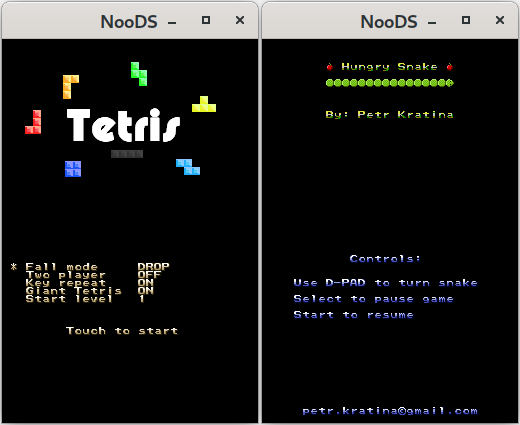 NooDS
Tetris
* Fall mode DROP
Two player OFF
Key repeat ON
Giant Tetris ON
Start level 1
Touch to start
NooDS
Hungry Snake
By: Petr Kratina
Controls:
Use D-PAD to turn snake
Select to pause game
Start to resume
petr.kratina@gmail.com